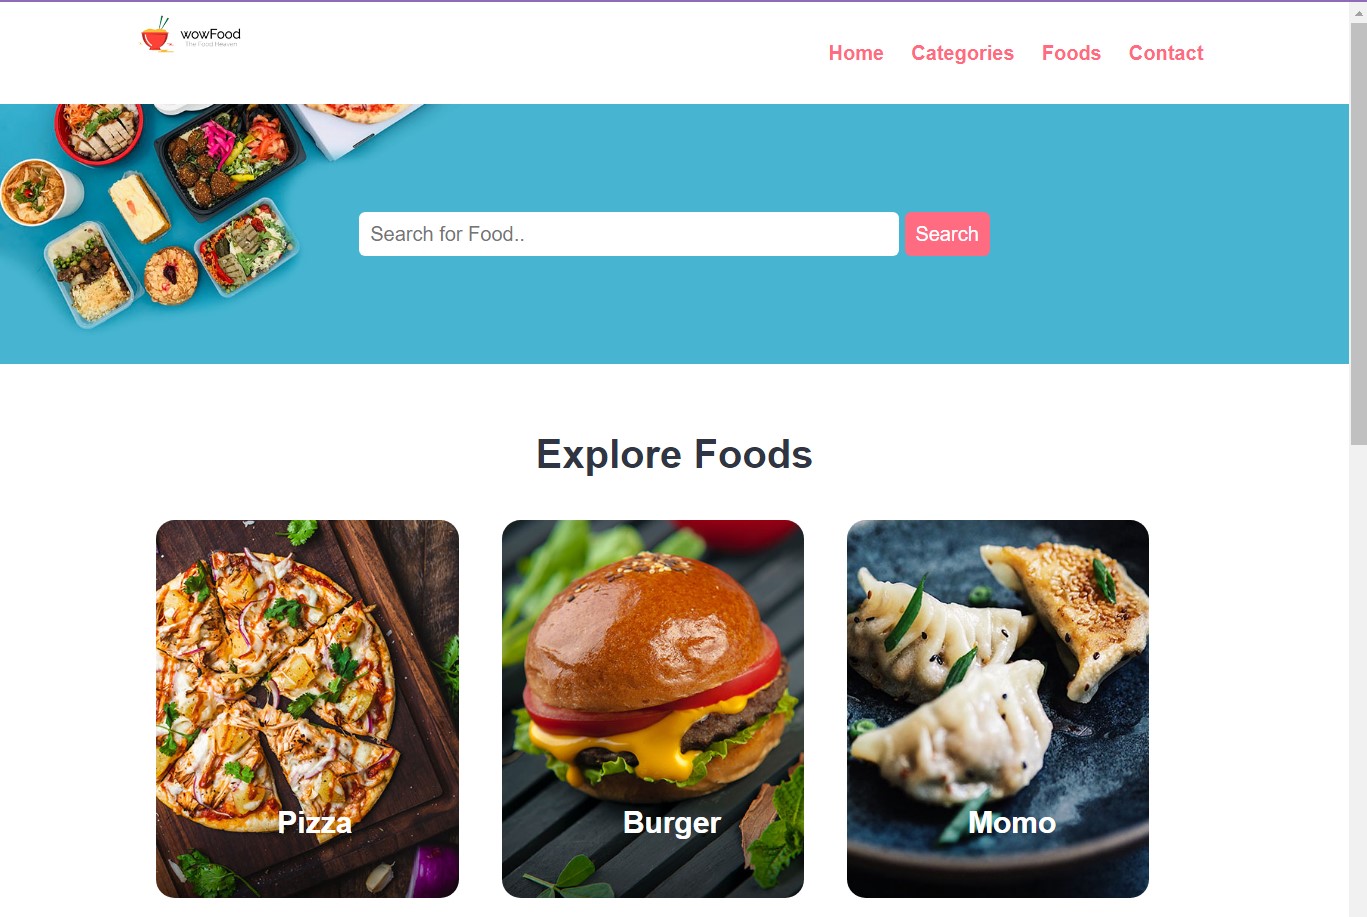 wowFood
The Food Heaven
Home Categories Foods Contact
Search for Food.. Search
Explore Foods
Pizza Burger Momo